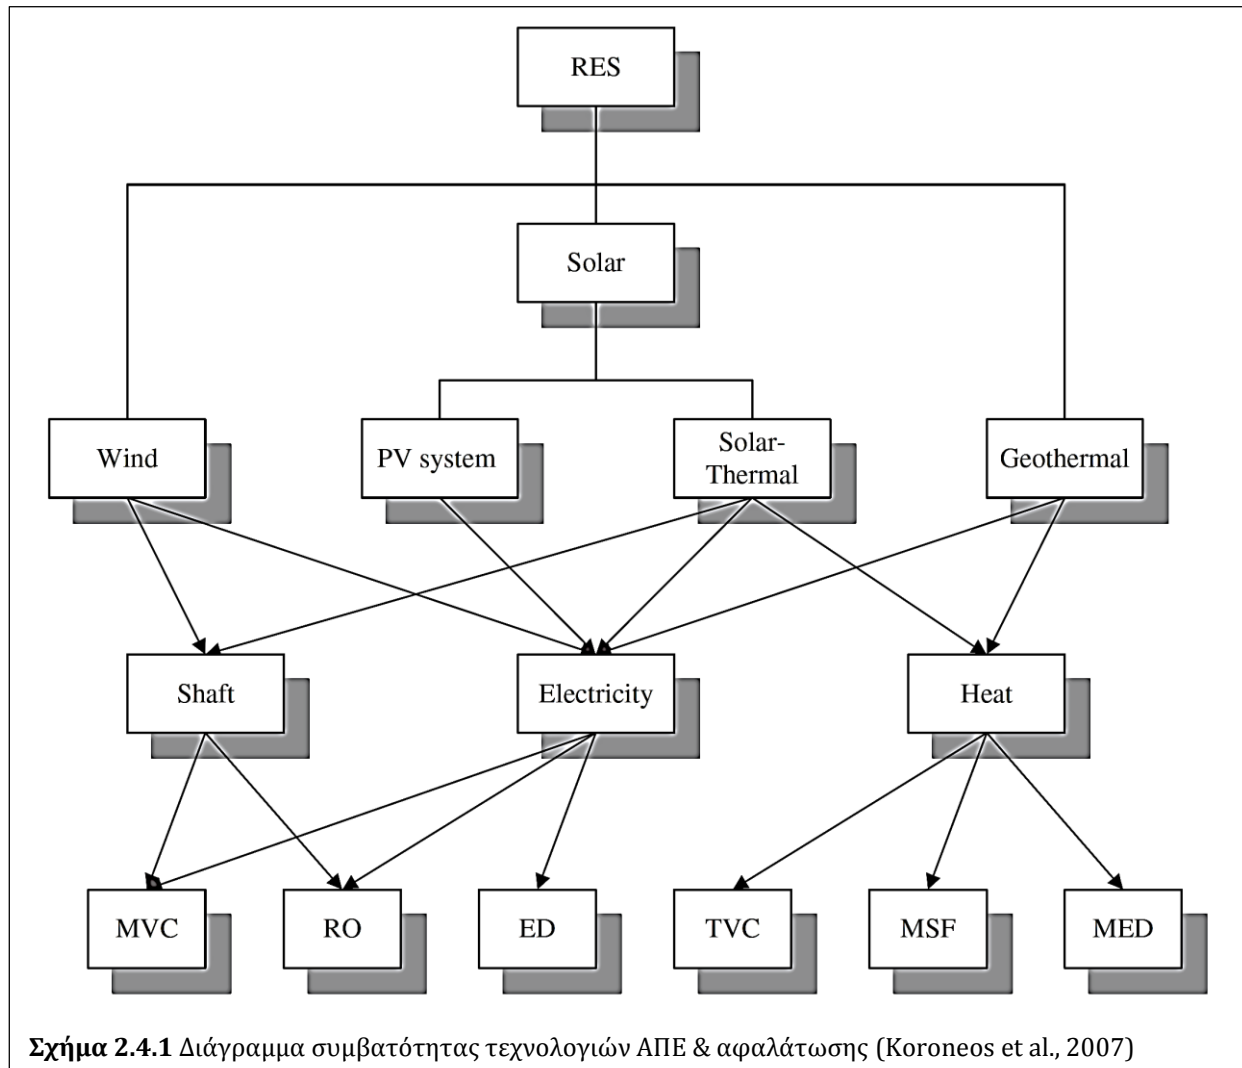 RES
Solar
Wind
PV system
Solar-
Thermal
Geothermal
Shaft
Electricity
Heat
MVC
RO
ED
TVC
MSF
MED
Σχήμα 2.4.1 Διάγραμμα συμβατότητας τεχνολογιών ΑΠΕ & αφαλάτωσης (Koroneos et al., 2007)